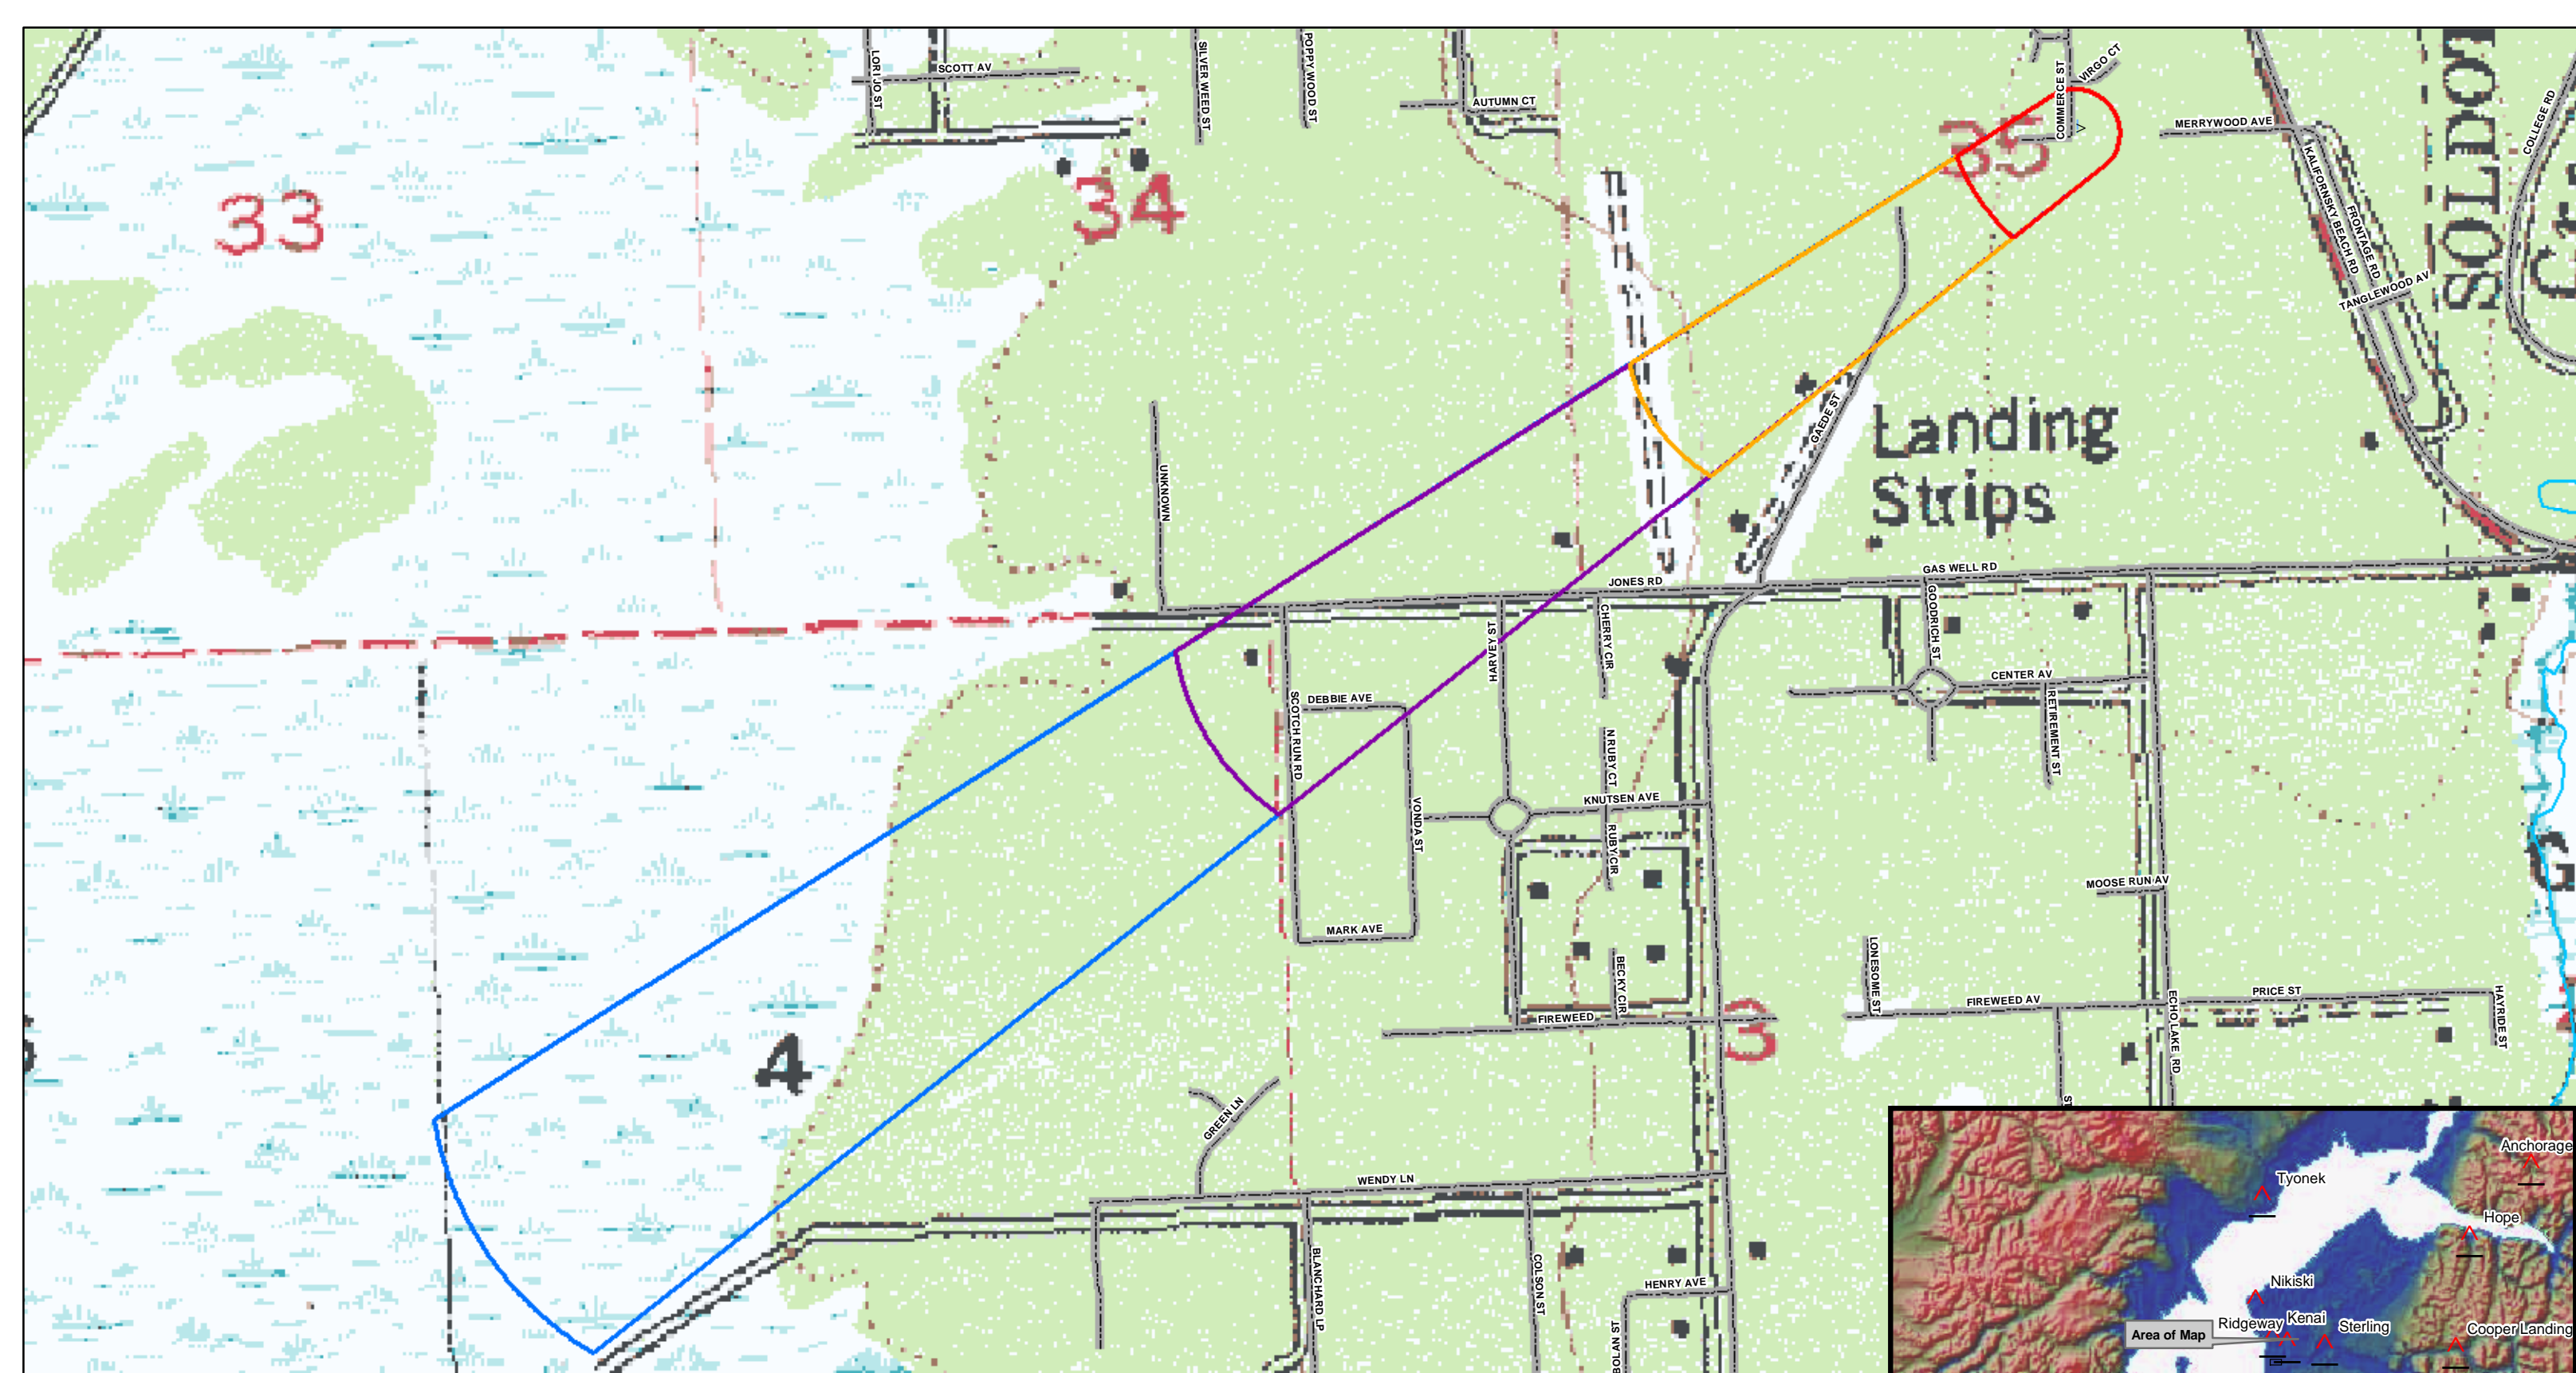 LORI JO ST
SCOTT AV
SILVER WEED ST
POPPY WOOD ST
AUTUMN CT
COMMERCE ST
VIRGO CT
MERRYWOOD AVE
COLLEGE RD
KALIFORNSKY BEACH RD
FRONTAGE RD
TANGLEWOOD AV
SOLDOT
33
34
35
Landing
Strips
GAEDE ST
UNKNOWN
JONES RD
GAS WELL RD
HARVEY ST
CHERRY CIR
GOODRICH ST
CENTER AV
RETIREMENT ST
SCOTCH RUN RD
DEBBIE AVE
VONDA ST
N RUBY CT
KNUTSEN AVE
RUBY CIR
MOOSE RUN AV
MARK AVE
BECKY CIR
LONESOME ST
FIREWEED
FIREWEED AV
PRICE ST
HAYRIDE ST
ECHO LAKE RD
4
3
ST
GREEN LN
WENDY LN
BLANCHARD LP
COLSON ST
HENRY AVE
BOLAN ST
Anchorage
Tyonek
Hope
Nikiski
Ridgeway
Kenai
Sterling
Cooper Landing
Area of Map